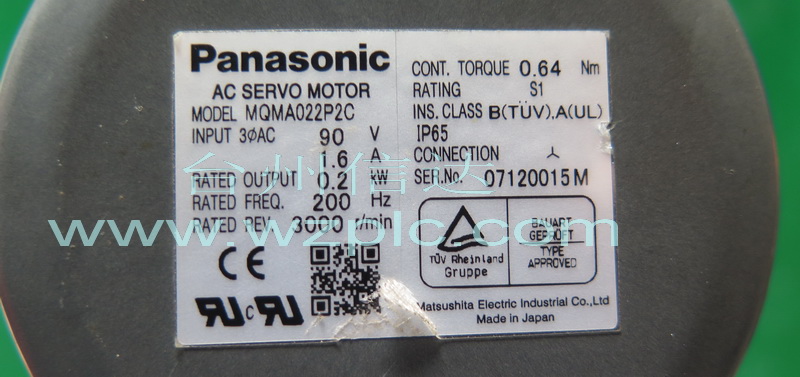 Panasonic
AC SERVO MOTOR
MODEL MQMA022P2C
INPUT 3øAC 90 V
1.6 A
RATED OUTPUT 0.2 kW
RATED FREQ. 200 Hz
RATED REV. 3000 r/min
CONT. TORQUE 0.64 Nm
RATING S1
INS. CLASS B(TÜV).A(UL)
IP65
CONNECTION 人
SER.No. 07120015M
台州信达
www.w2plc.com
CE
TÜV Rheinland
Gruppe
BAUART
GEPRÜFT
TYPE
APPROVED
RU c RU
Matsushita Electric Industrial Co.,Ltd
Made in Japan